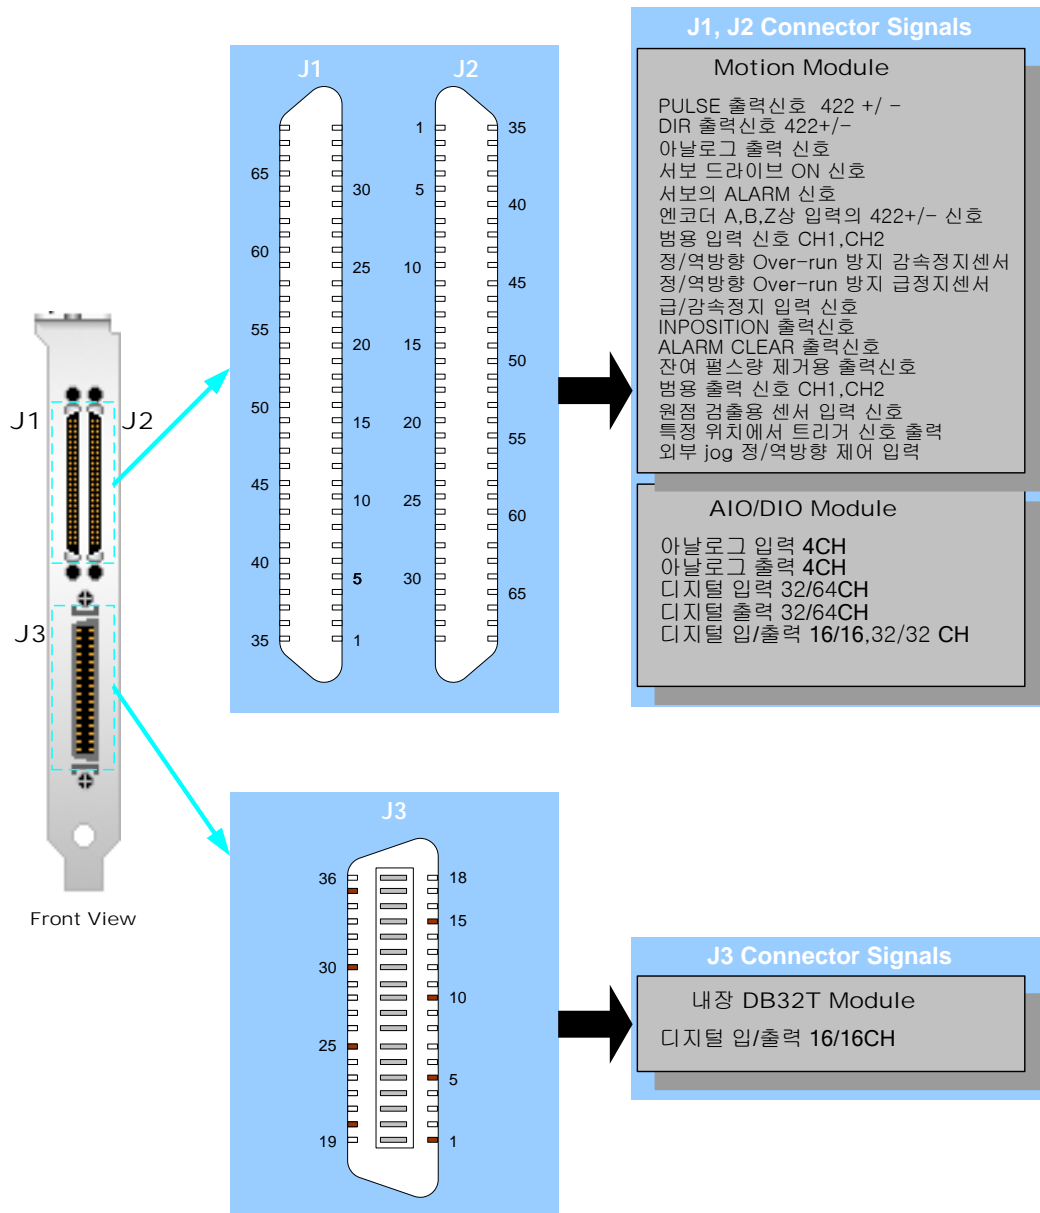 J1, J2 Connector Signals
Motion Module
PULSE 출력신호 422 +/ -
DIR 출력신호 422+/-
아날로그 출력 신호
서보 드라이브 ON 신호
서보의 ALARM 신호
엔코더 A,B,Z상 입력의 422+/- 신호
범용 입력 신호 CH1,CH2
정/역방향 Over-run 방지 감속정지센서
정/역방향 Over-run 방지 급정지센서
급/감속정지 입력 신호
INPOSITION 출력신호
ALARM CLEAR 출력신호
잔여 펄스량 제거용 출력신호
범용 출력 신호 CH1,CH2
원점 검출용 센서 입력 신호
특정 위치에서 트리거 신호 출력
외부 jog 정/역방향 제어 입력
AIO/DIO Module
아날로그 입력 4CH
아날로그 출력 4CH
디지털 입력 32/64CH
디지털 출력 32/64CH
디지털 입/출력 16/16,32/32 CH
J1
J2
1 35
65
30 5
40
60
25 10
45
55
20 15
50
50
15 20
55
45
10 25
60
40
5 30
65
35 1
J1
J2
J3
Front View
J3
36 18
15
30
10
25
5
19 1
J3 Connector Signals
내장 DB32T Module
디지털 입/출력 16/16CH